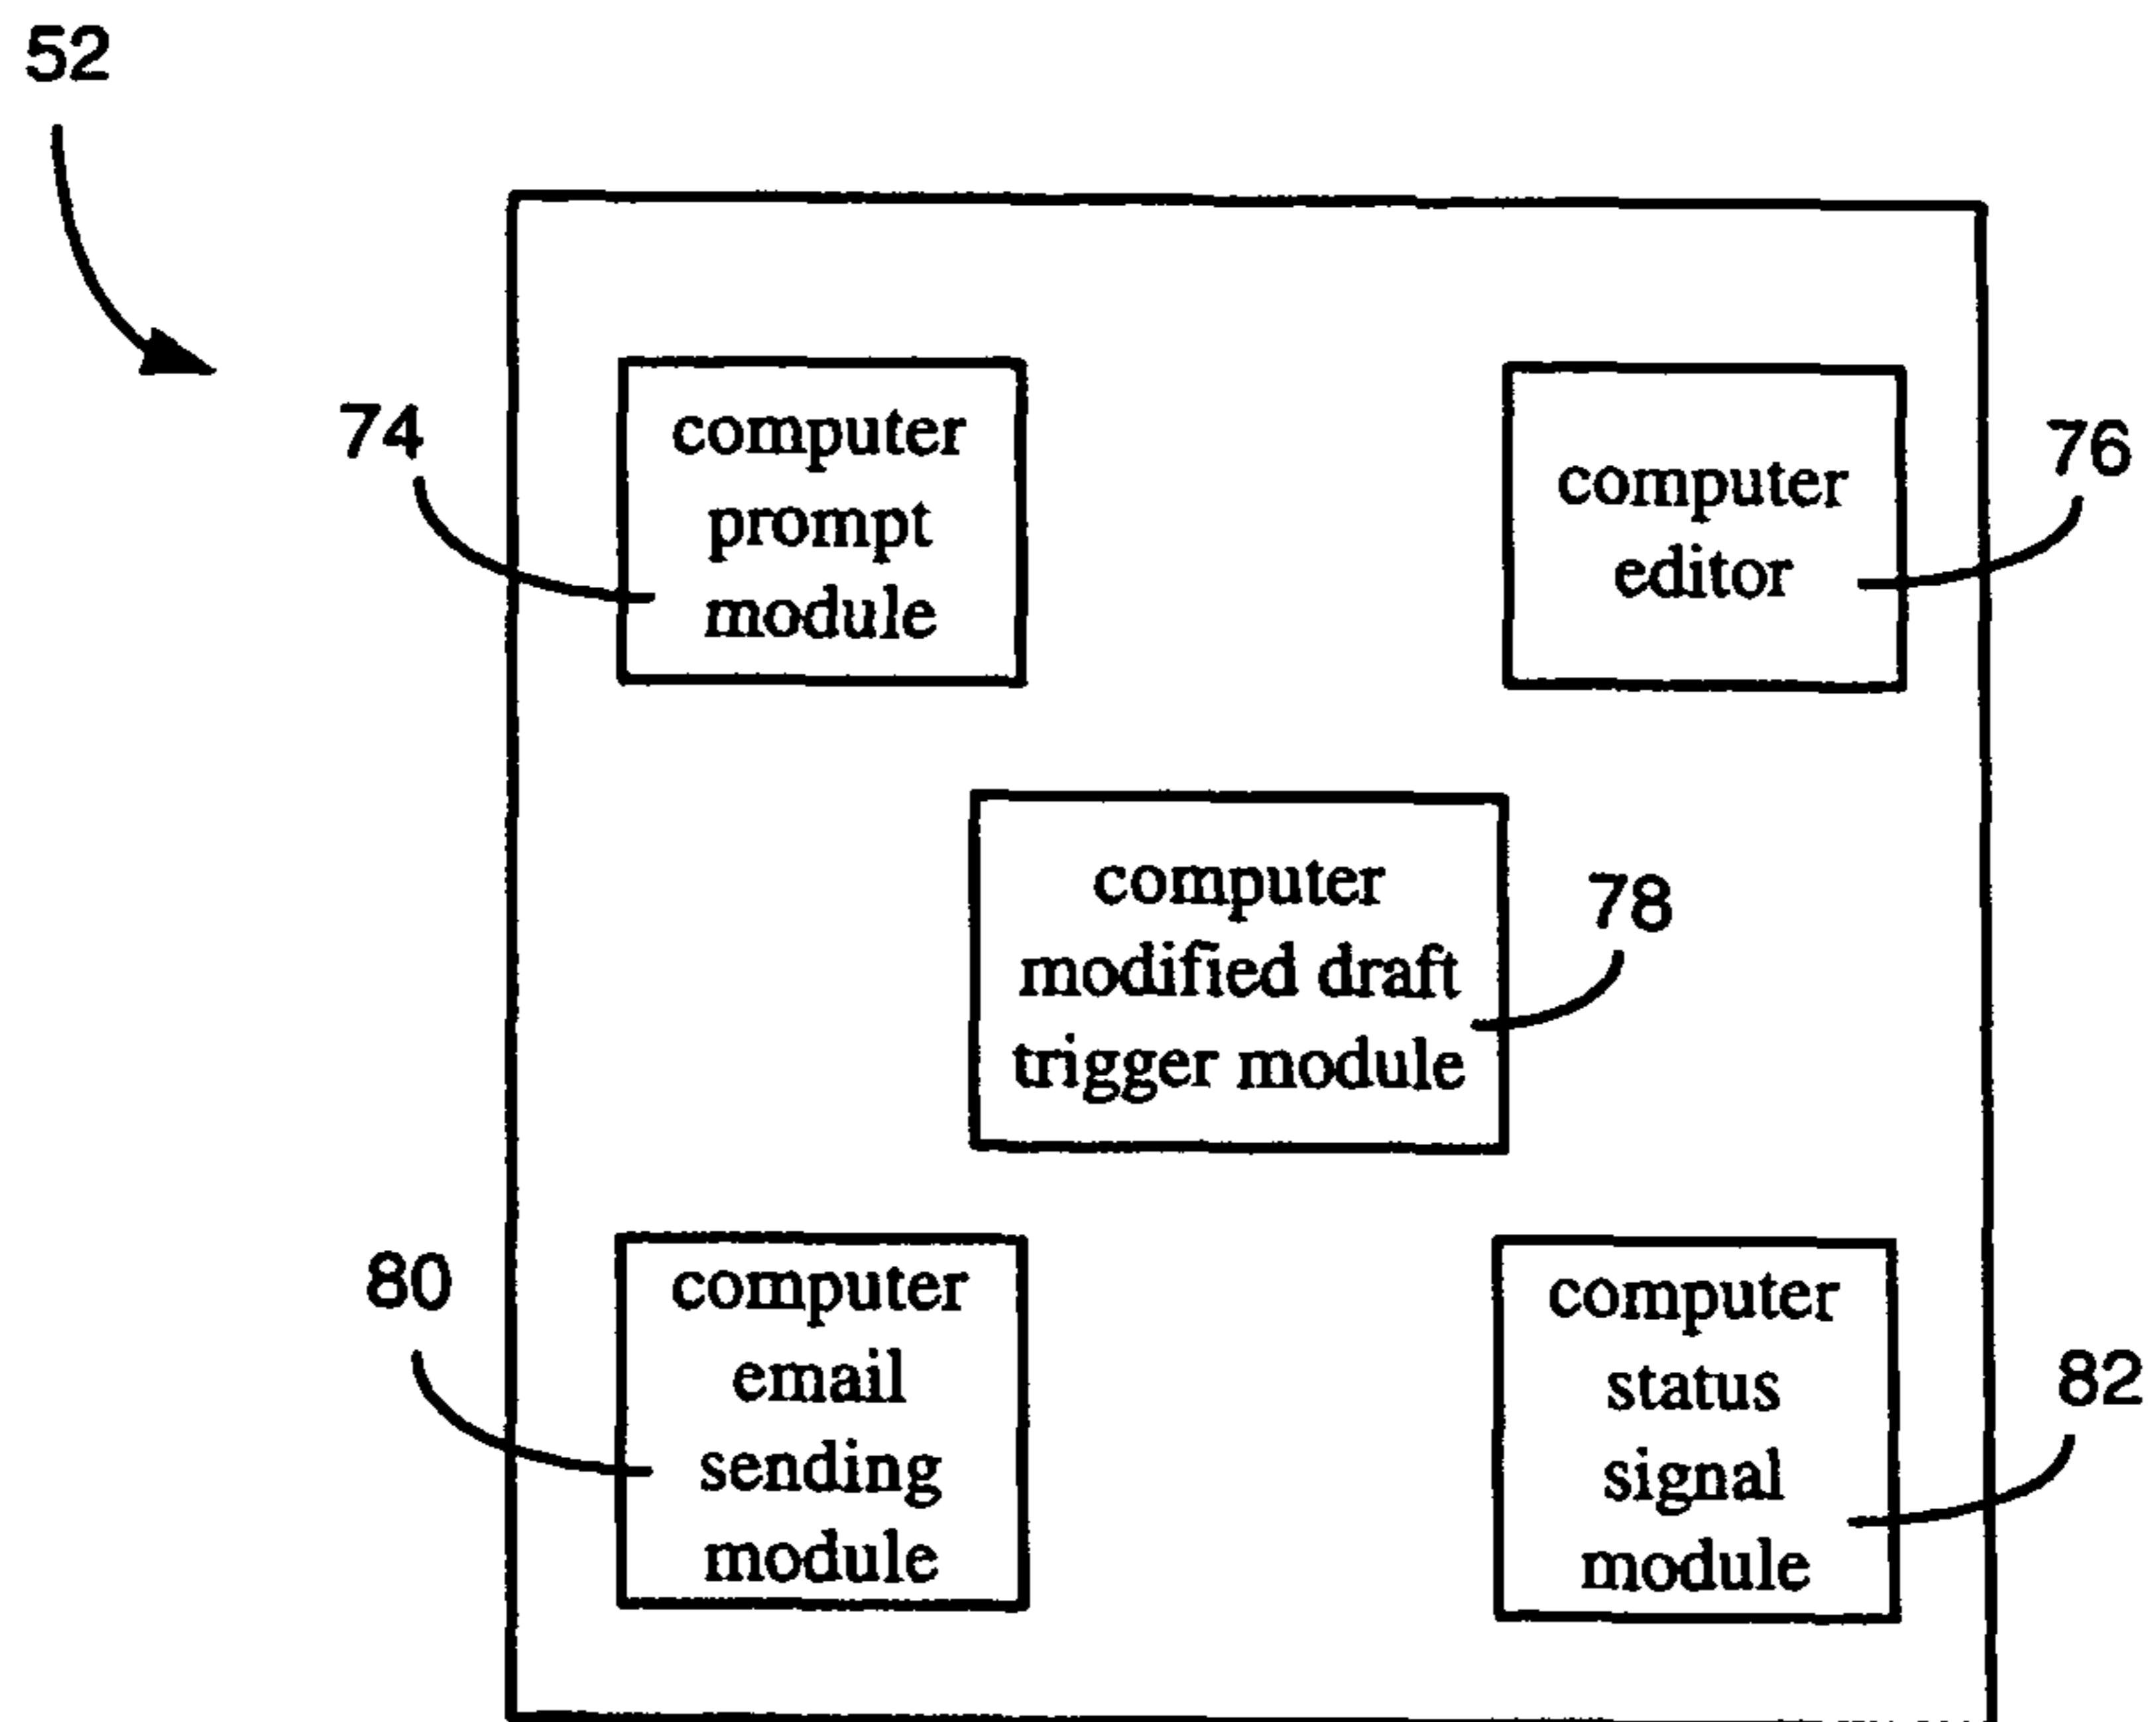 52
74
computer
prompt
module
computer
editor
76
computer
modified draft
trigger module
78
80
computer
email
sending
module
computer
status
signal
module
82